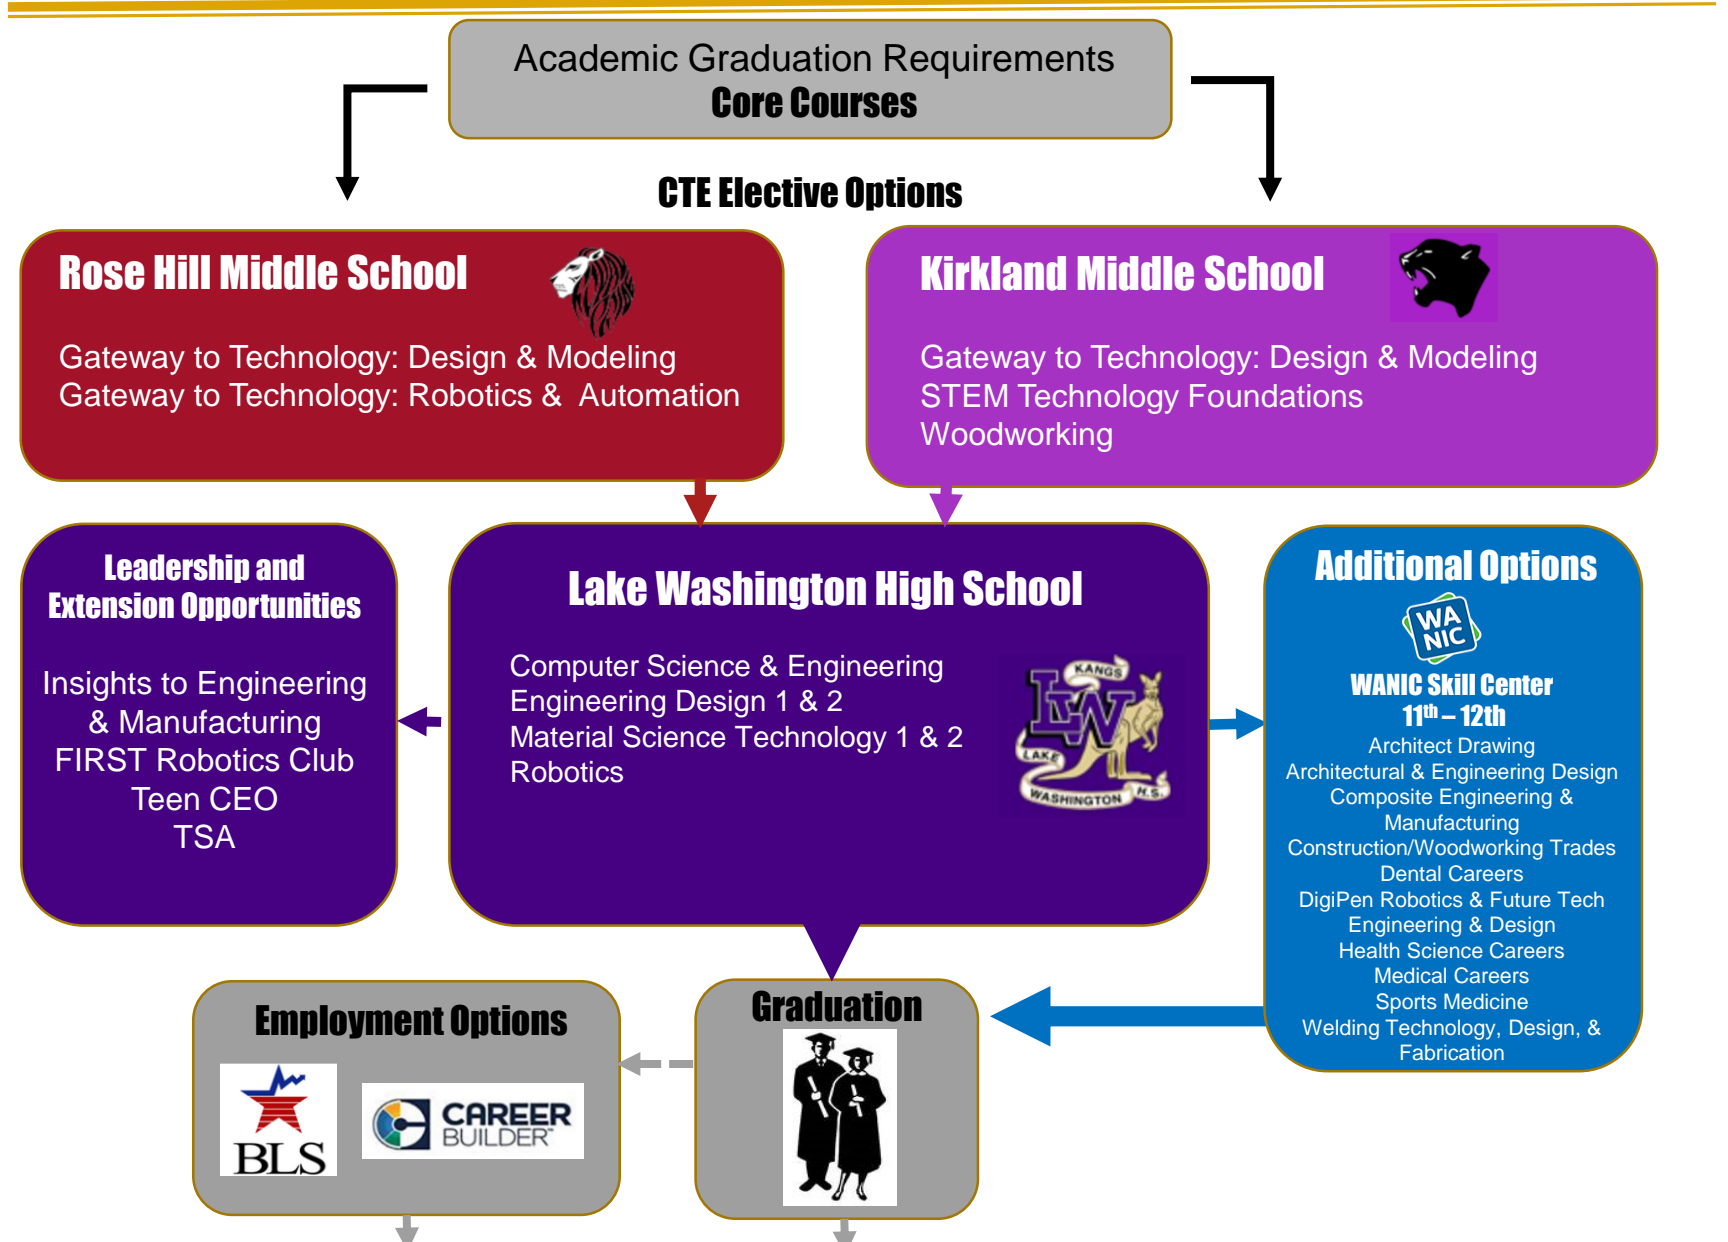 Academic Graduation Requirements
Core Courses
CTE Elective Options
Rose Hill Middle School
Gateway to Technology: Design & Modeling
Gateway to Technology: Robotics & Automation
Kirkland Middle School
Gateway to Technology: Design & Modeling
STEM Technology Foundations
Woodworking
Leadership and
Extension Opportunities
Insights to Engineering
& Manufacturing
FIRST Robotics Club
Teen CEO
TSA
Lake Washington High School
Computer Science & Engineering
Engineering Design 1 & 2
Material Science Technology 1 & 2
Robotics
KANGS
LW
LAKE
WASHINGTON H.S.
Additional Options
WA
NIC
WANIC Skill Center
11th – 12th
Architect Drawing
Architectural & Engineering Design
Composite Engineering &
Manufacturing
Construction/Woodworking Trades
Dental Careers
DigiPen Robotics & Future Tech
Engineering & Design
Health Science Careers
Medical Careers
Sports Medicine
Welding Technology, Design, &
Fabrication
Employment Options
BLS
CAREER
BUILDER™
Graduation